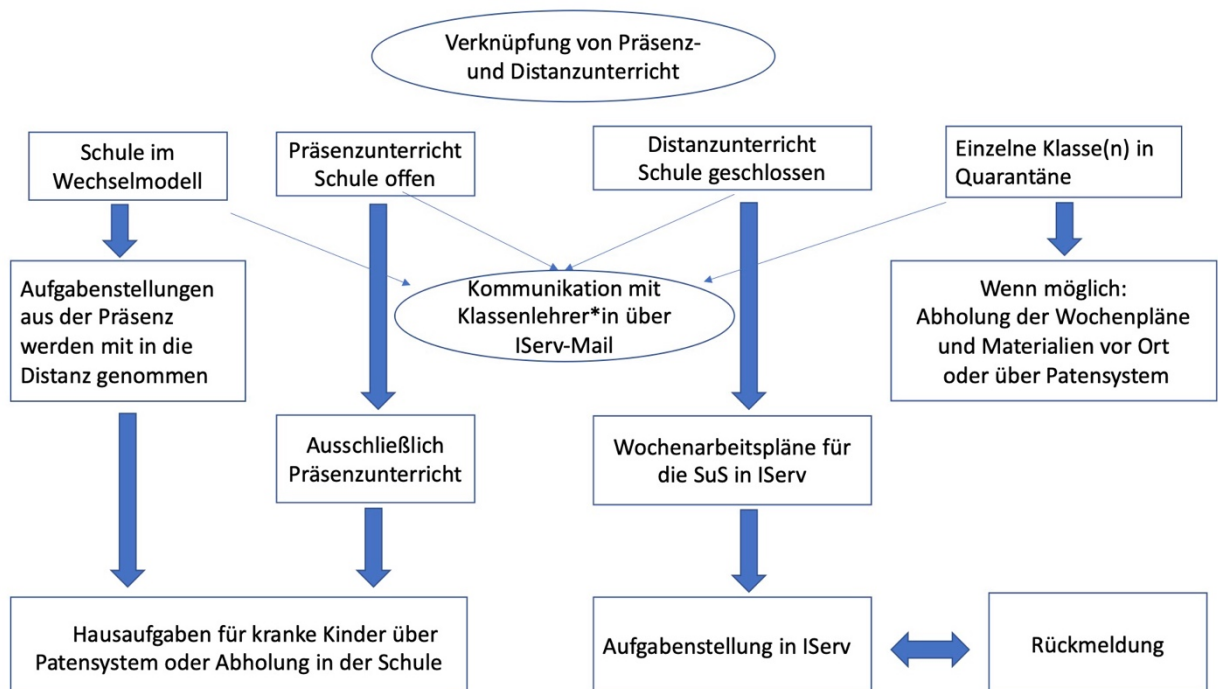 Verknüpfung von Präsenz-
und Distanzunterricht
Schule im
Wechselmodell
Präsenzunterricht
Schule offen
Distanzunterricht
Schule geschlossen
Einzelne Klasse(n) in
Quarantäne
Aufgabenstellungen
aus der Präsenz
werden mit in die
Distanz genommen
Kommunikation mit
Klassenlehrer*in über
IServ-Mail
Wenn möglich:
Abholung der Wochenpläne
und Materialien vor Ort
oder über Patensystem
Ausschließlich
Präsenzunterricht
Wochenarbeitspläne für
die SuS in IServ
Hausaufgaben für kranke Kinder über
Patensystem oder Abholung in der Schule
Aufgabenstellung in IServ
Rückmeldung